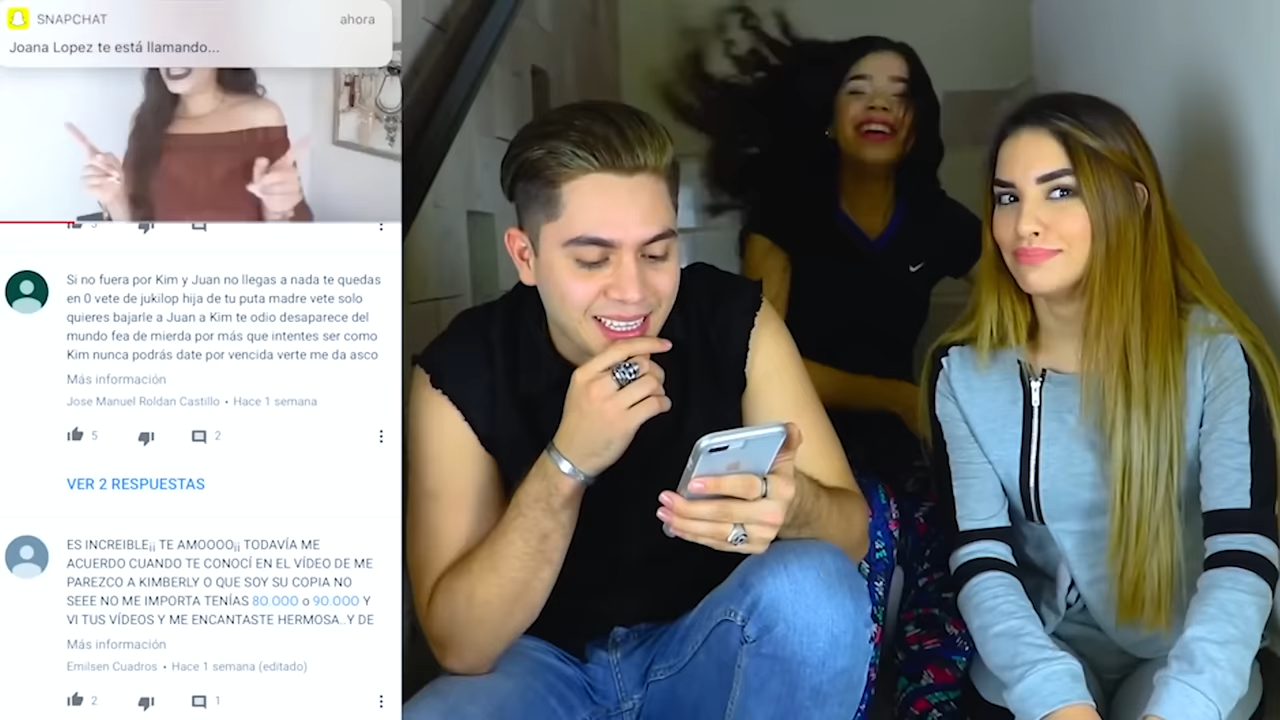 SNAPCHAT
ahora
Joana Lopez te está llamando...
3
Si no fuera por Kim y Juan no llegas a nada te quedas
en 0 vete de jukilop hija de tu puta madre vete solo
quieres bajarle a Juan a Kim te odio desaparece del
mundo fea de mierda por más que intentes ser como
Kim nunca podrás date por vencida verte me da asco
Más información
Jose Manuel Roldan Castillo • Hace 1 semana
5
2
VER 2 RESPUESTAS
ES INCREIBLE¡¡ TE AMOOOO¡¡ TODAVÍA ME
ACUERDO CUANDO TE CONOCÍ EN EL VÍDEO DE ME
PAREZCO A KIMBERLY O QUE SOY SU COPIA NO
SEEE NO ME IMPORTA TENÍAS 80.000 o 90.000 Y
VI TUS VÍDEOS Y ME ENCANTASTE HERMOSA..Y DE
Más información
Emilsen Cuadros • Hace 1 semana (editado)
2
1